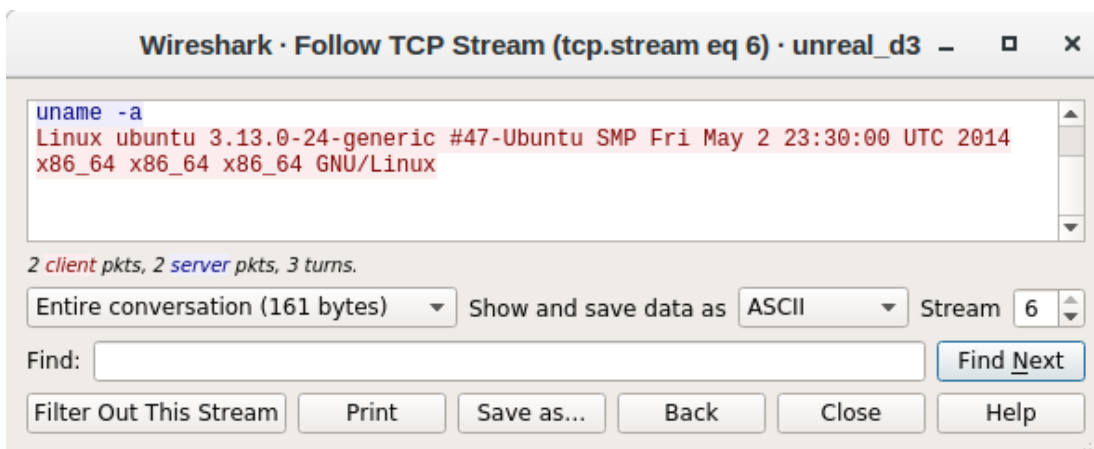 Wireshark · Follow TCP Stream (tcp.stream eq 6) · unreal_d3
uname -a
Linux ubuntu 3.13.0-24-generic #47-Ubuntu SMP Fri May 2 23:30:00 UTC 2014
x86_64 x86_64 x86_64 GNU/Linux
2 client pkts, 2 server pkts, 3 turns.
Entire conversation (161 bytes) Show and save data as ASCII Stream 6
Find: Find Next
Filter Out This Stream Print Save as... Back Close Help